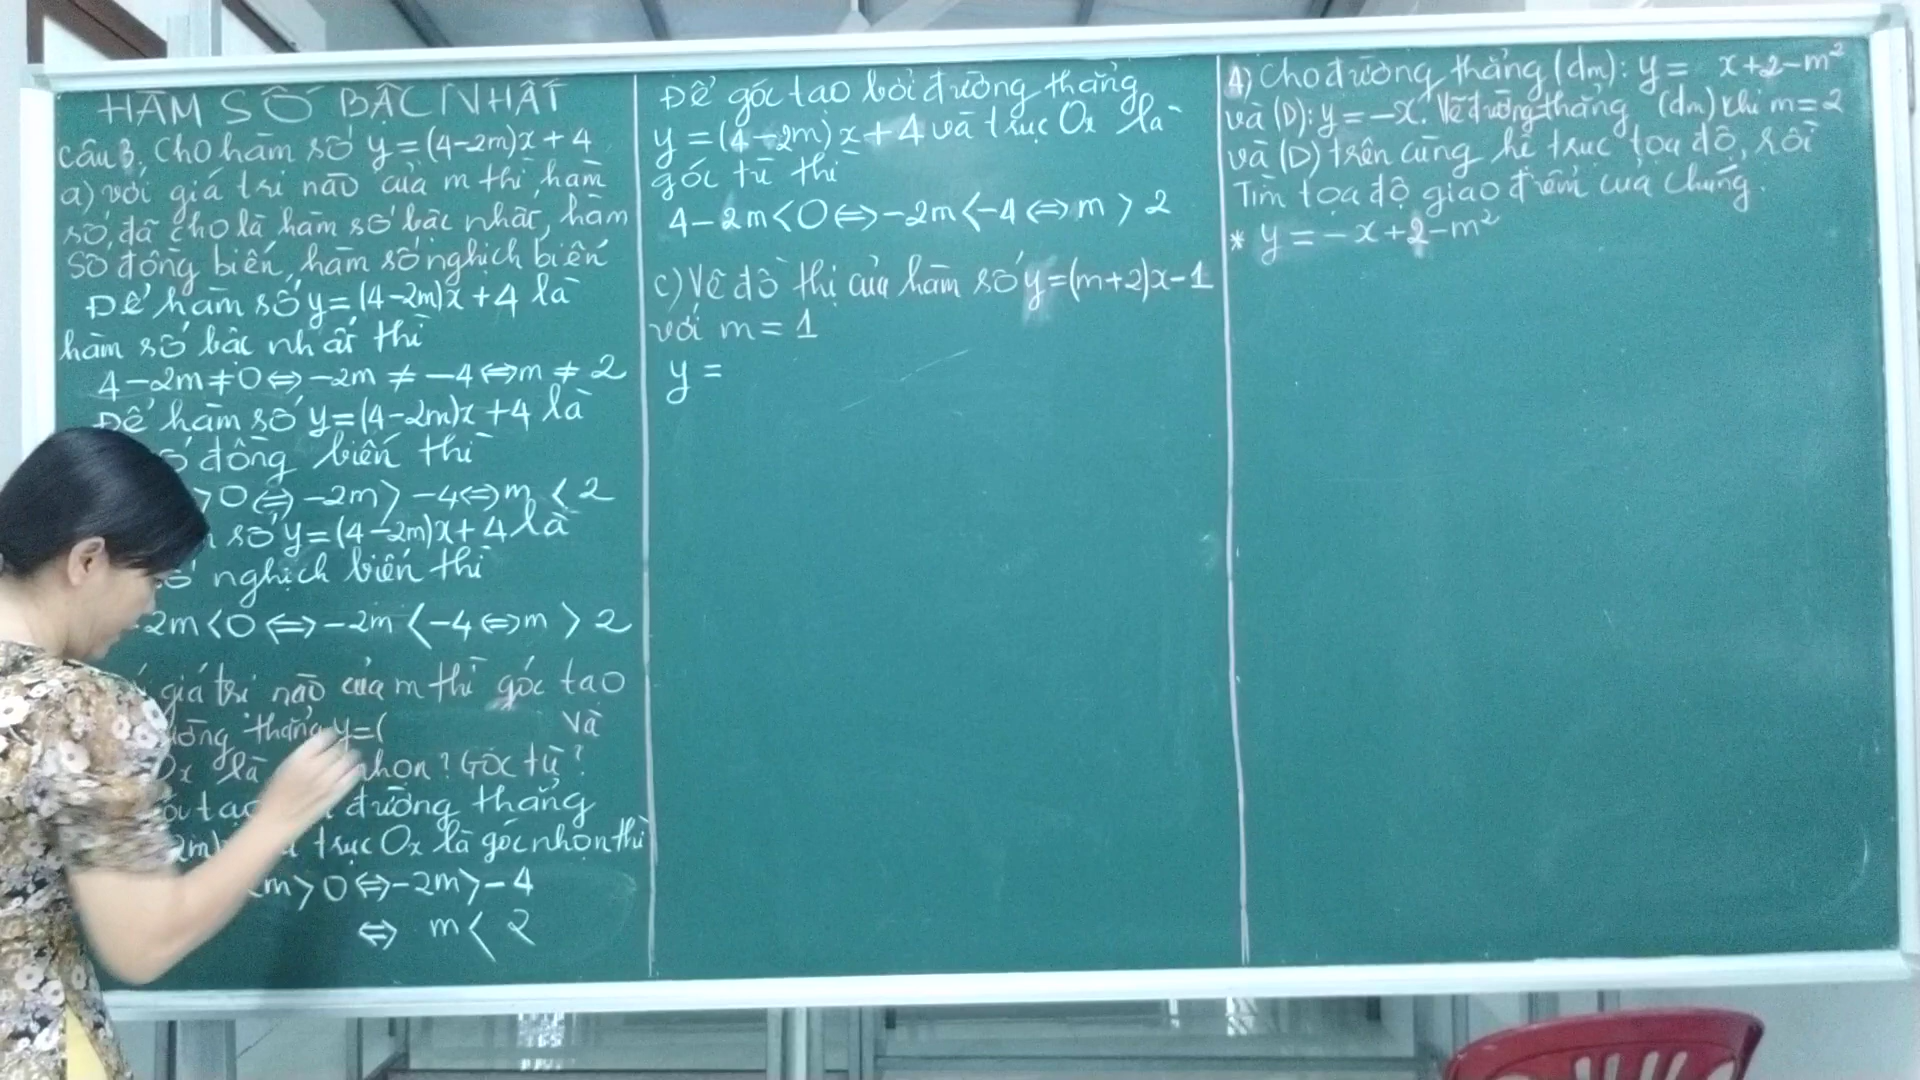 HÀM SỐ BẬC NHẤT
Câu 3. Cho hàm số y=(4-2m)x+4
a) với giá trị nào của m thì hàm
số đã cho là hàm số bậc nhất, hàm
số đồng biến, hàm số nghịch biến
Để hàm số y=(4-2m)x+4 là
hàm số bậc nhất thì
4-2m≠0⇔-2m≠-4⇔m≠2
Để hàm số y=(4-2m)x+4 là
đồng biến thì
>0⇔-2m>-4⇔m<2
số y=(4-2m)x+4 là
nghịch biến thì
2m<0⇔-2m<-4⇔m>2
giá trị nào của m thì góc tạo
thẳng y=( và
Ox là nhọn? Góc tù?
đường thẳng
2m) trục Ox là góc nhọn thì
m>0⇔-2m>-4
⇔ m<2
Để góc tạo bởi đường thẳng
y=(4-2m)x+4 và trục Ox là
góc tù thì
4-2m<0⇔-2m<-4⇔m>2
c) Vẽ đồ thị của hàm số y=(m+2)x-1
với m=1
y=
4) Cho đường thẳng (dm): y= x+2-m²
và (D): y=-x. Vẽ đường thẳng (dm) khi m=2
và (D) trên cùng hệ trục tọa độ, rồi
Tìm tọa độ giao điểm của chúng.
* y=-x+2-m²